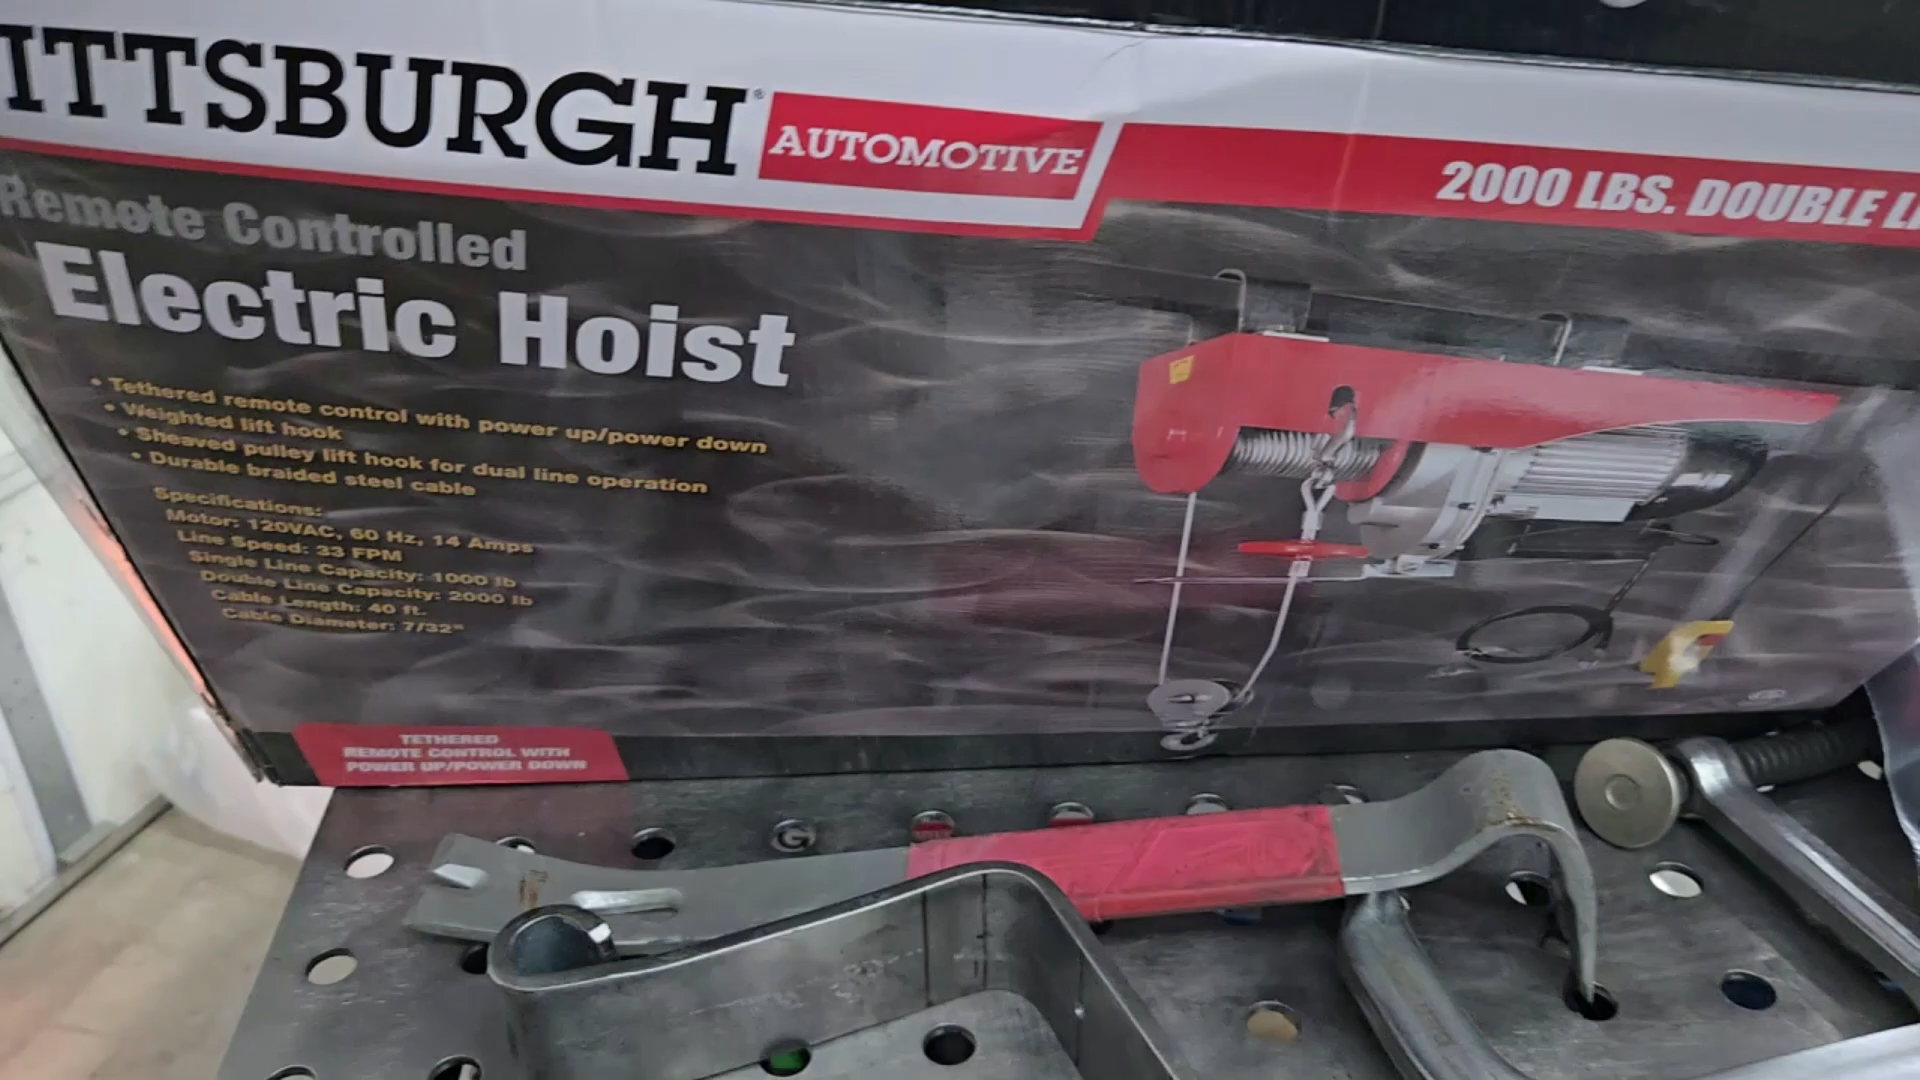 ITTSBURGH®
AUTOMOTIVE
2000 LBS. DOUBLE LI
Remote Controlled
Electric Hoist
• Tethered remote control with power up/power down
• Weighted lift hook
• Sheaved pulley lift hook for dual line operation
• Durable braided steel cable
Specifications:
Motor: 120VAC, 60 Hz, 14 Amps
Line Speed: 33 FPM
Single Line Capacity: 1000 lb
Double Line Capacity: 2000 lb
Cable Length: 40 ft.
Cable Diameter: 7/32"
TETHERED
REMOTE CONTROL WITH
POWER UP/POWER DOWN
G